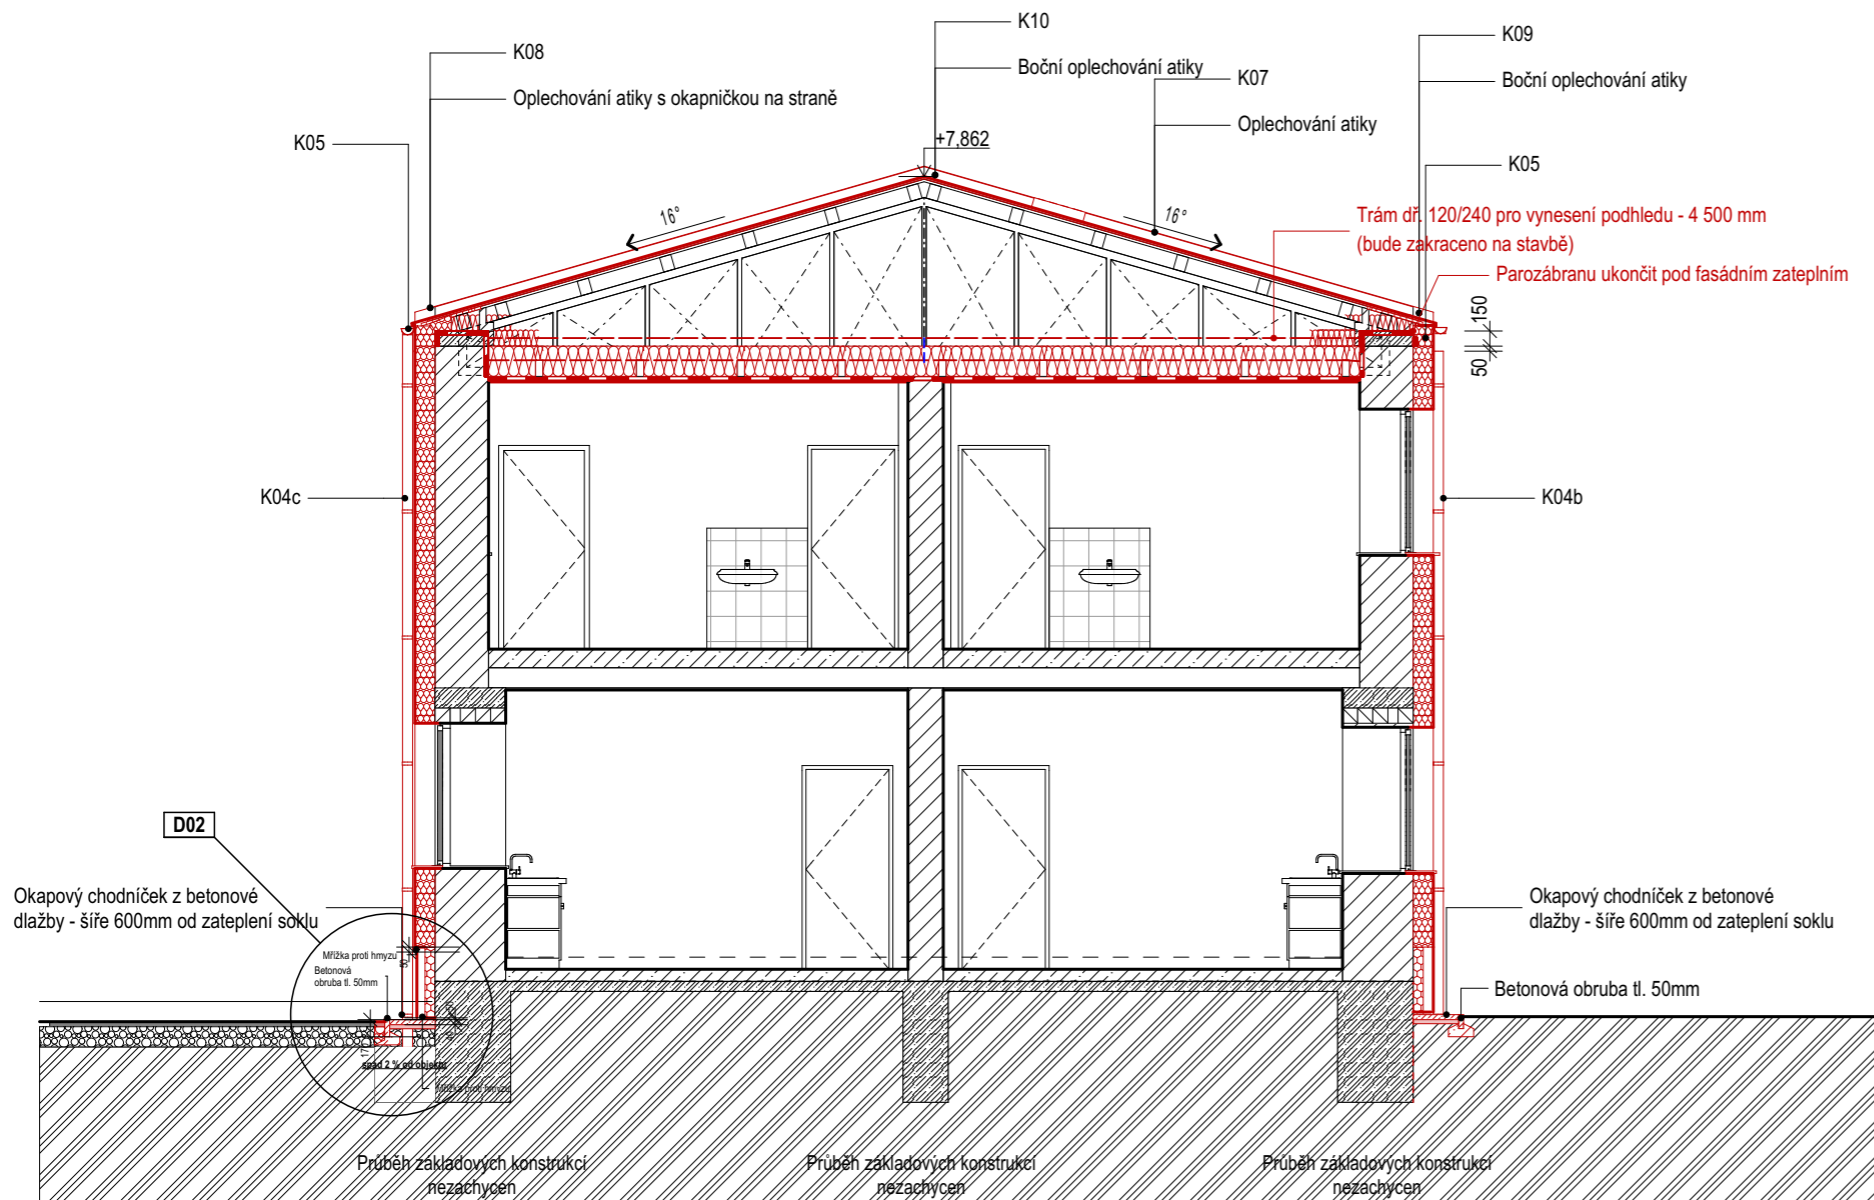 K10
K09
K08
Boční oplechování atiky
K07
Boční oplechování atiky
Oplechování atiky s okapničkou na straně
Oplechování atiky
K05
+7,862
K05
16°
16°
Trám dř. 120/240 pro vynesení podhledu - 4 500 mm
(bude zakraceno na stavbě)
Parozábranu ukončit pod fasádním zateplním
150
50
K04c
K04b
D02
Okapový chodníček z betonové
dlažby - šíře 600mm od zateplení soklu
Okapový chodníček z betonové
dlažby - šíře 600mm od zateplení soklu
Mřížka proti hmyzu
50
Betonová
obruba tl. 50mm
Betonová obruba tl. 50mm
spád 2 % od objektu
Mřížka proti hmyzu
Průběh základových konstrukcí
nezachycen
Průběh základových konstrukcí
nezachycen
Průběh základových konstrukcí
nezachycen